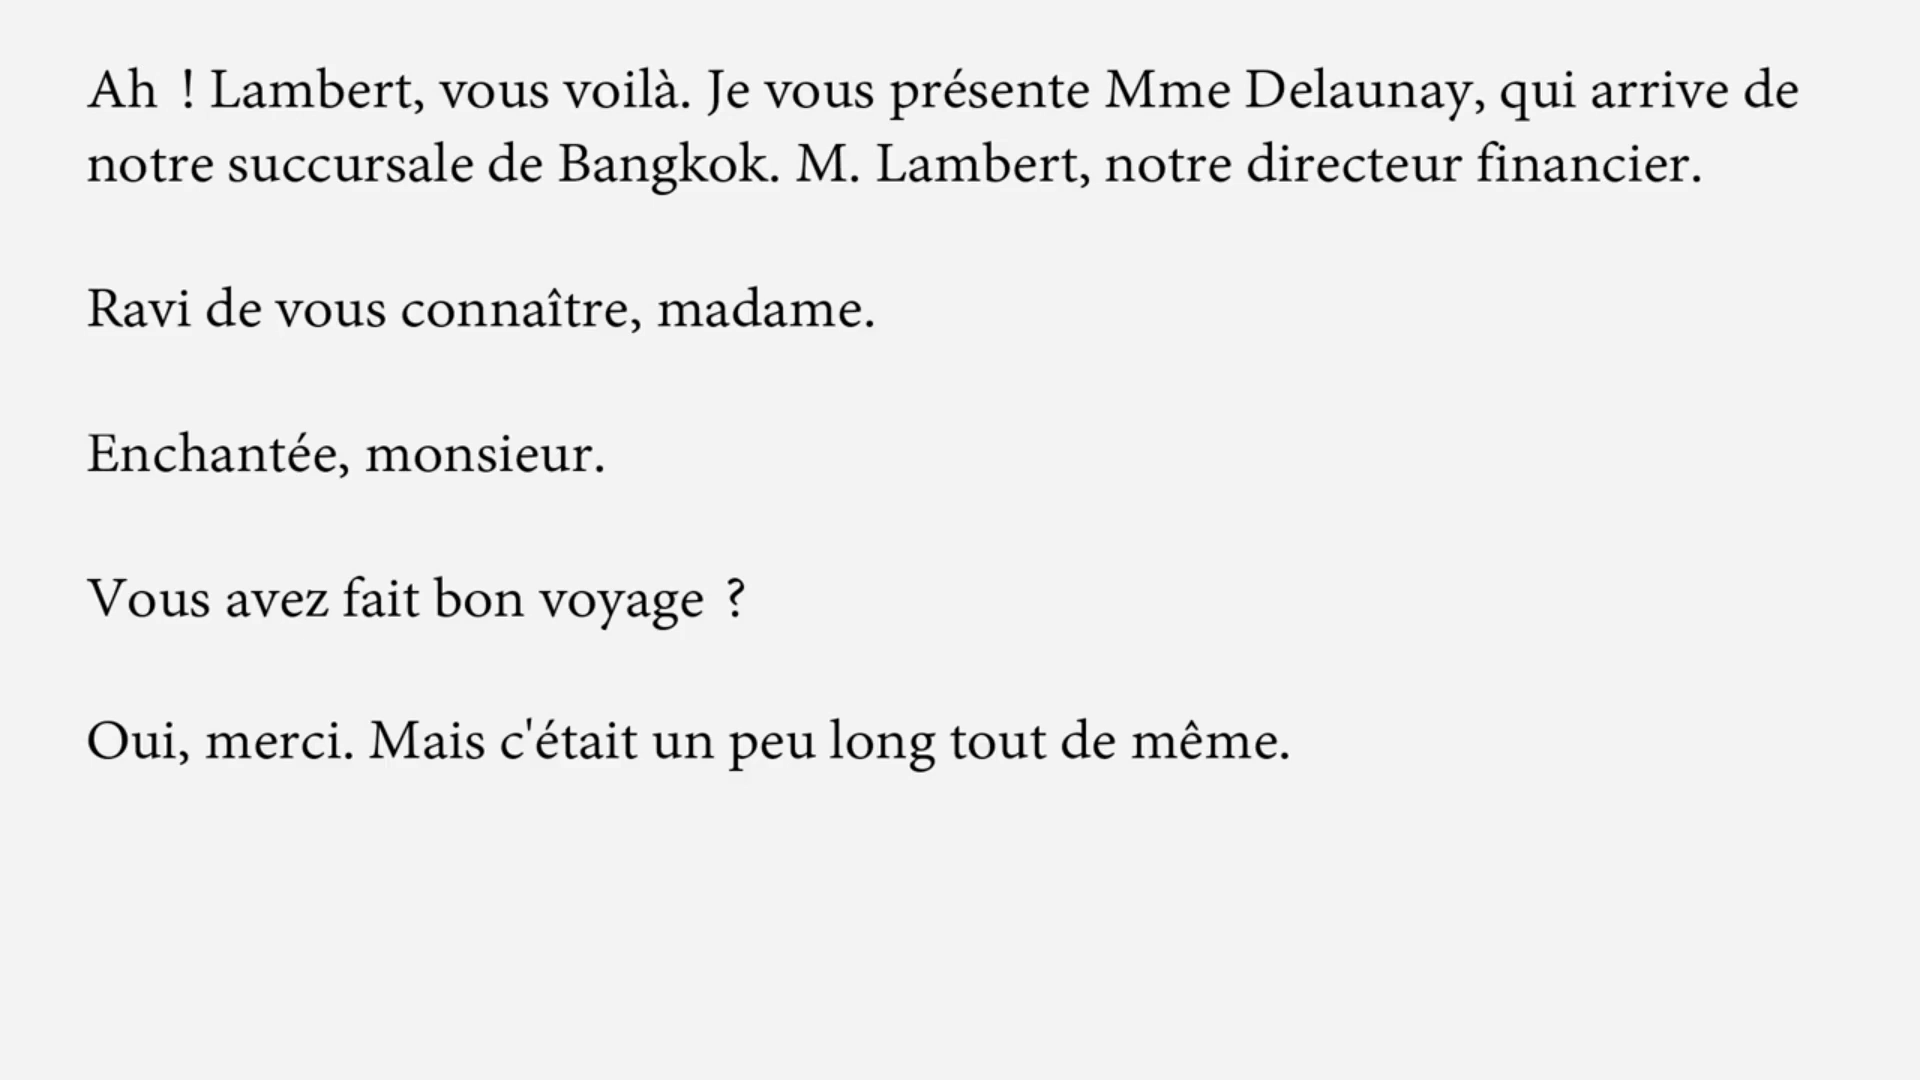 Ah ! Lambert, vous voilà. Je vous présente Mme Delaunay, qui arrive de
notre succursale de Bangkok. M. Lambert, notre directeur financier.
Ravi de vous connaître, madame.
Enchantée, monsieur.
Vous avez fait bon voyage ?
Oui, merci. Mais c'était un peu long tout de même.